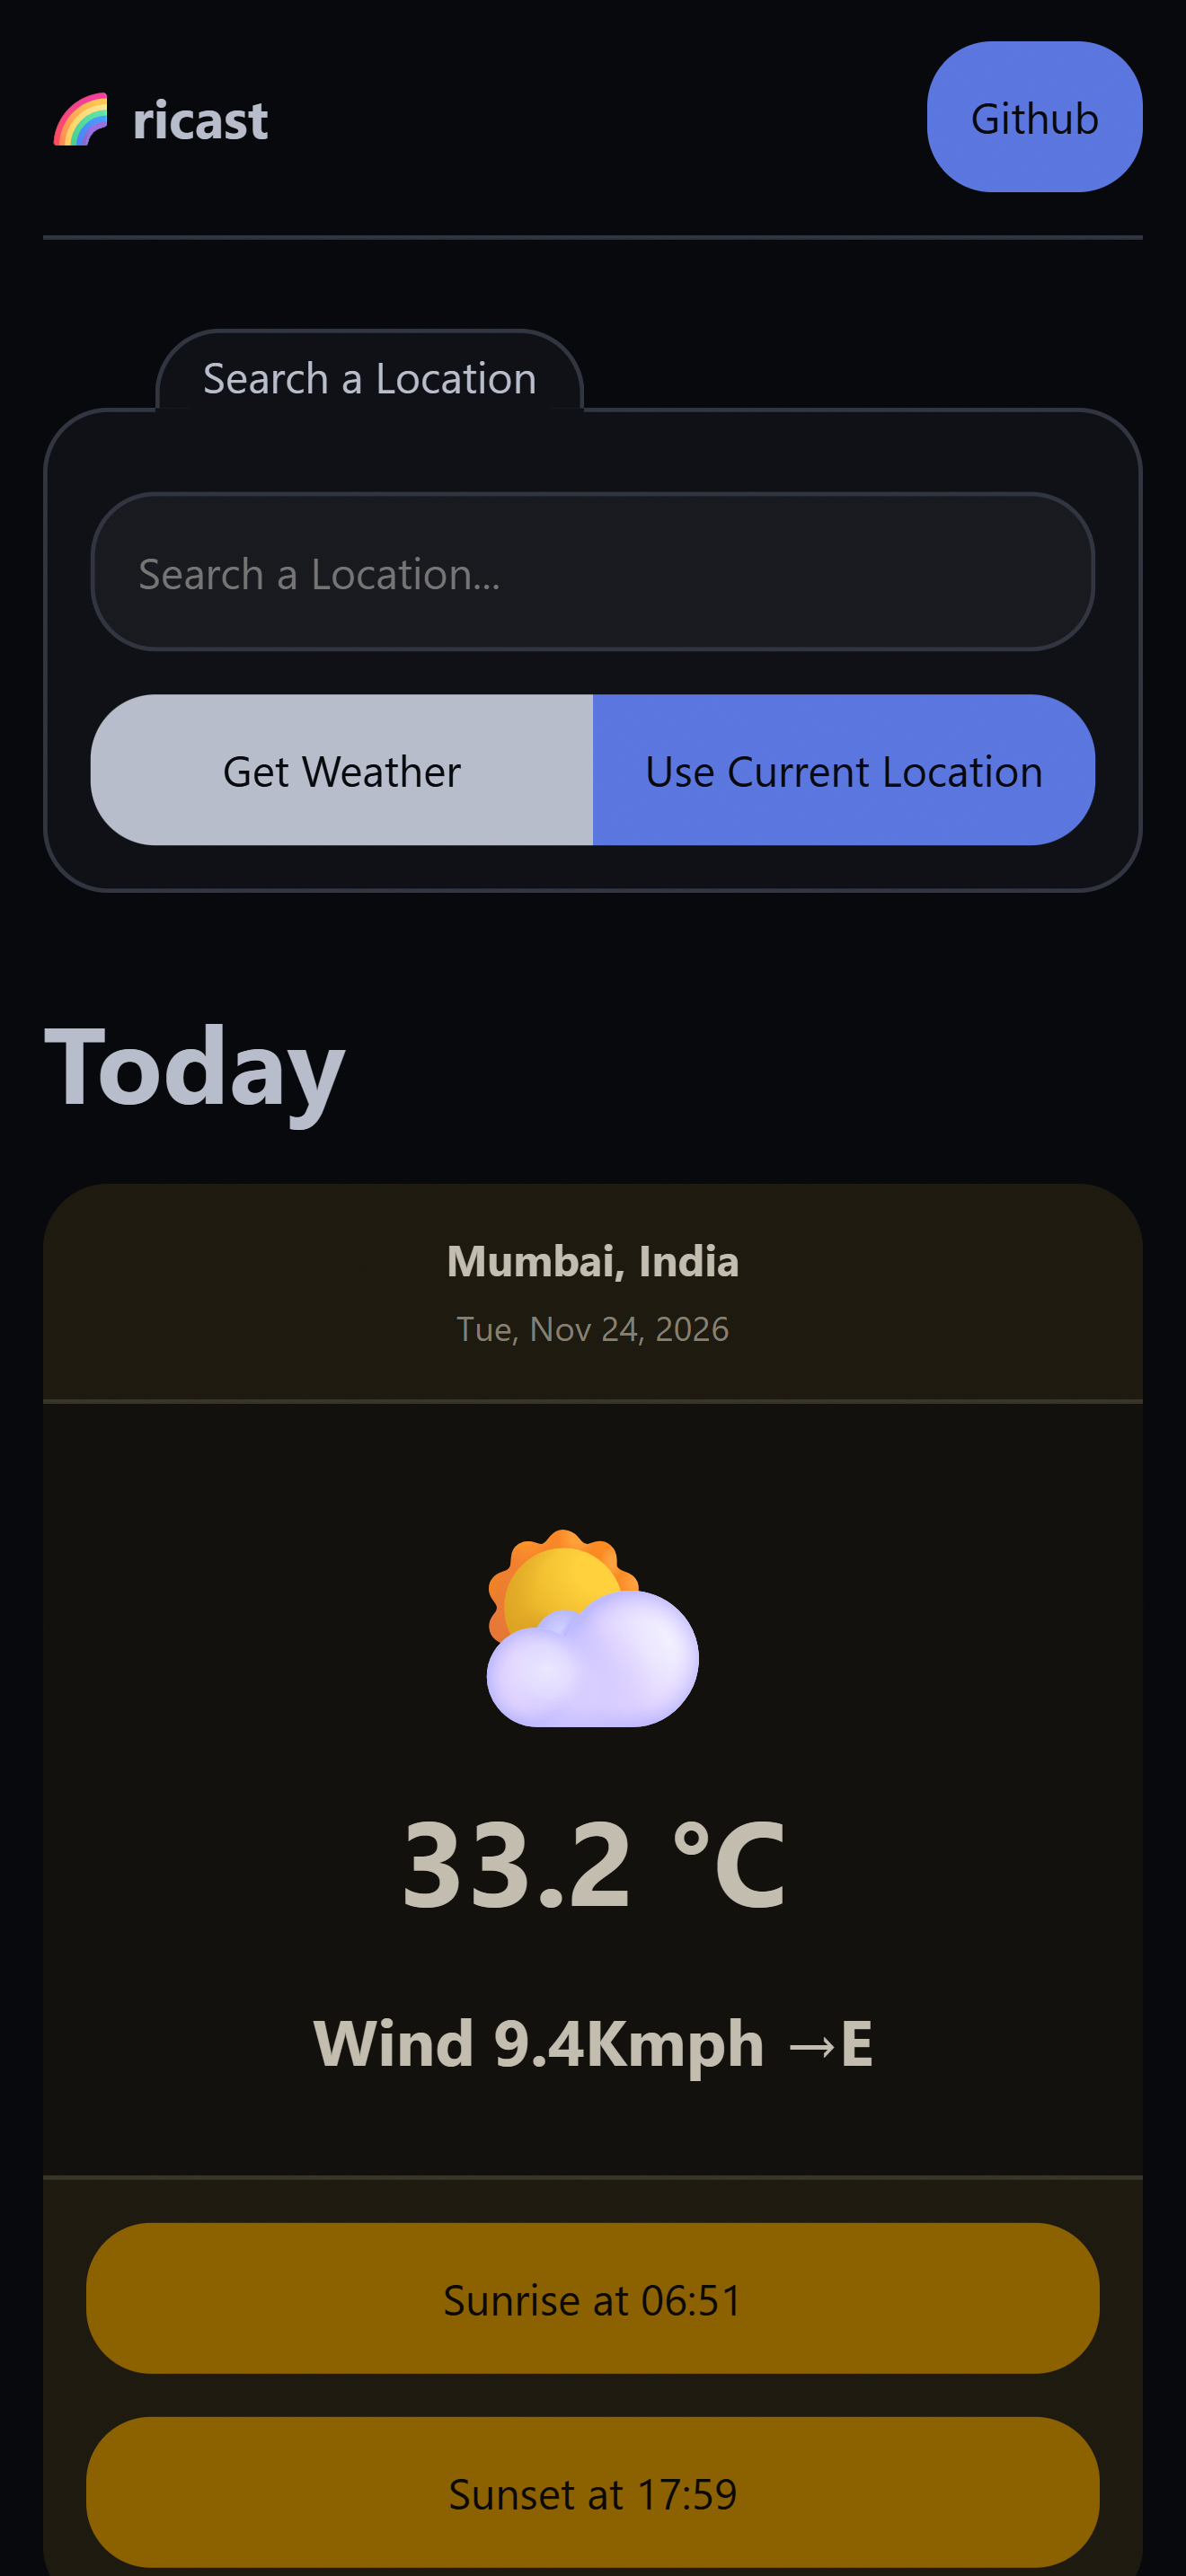 ricast
Github
Search a Location
Search a Location...
Get Weather
Use Current Location
Today
Mumbai, India
Tue, Nov 24, 2026
33.2 °C
Wind 9.4Kmph →E
Sunrise at 06:51
Sunset at 17:59